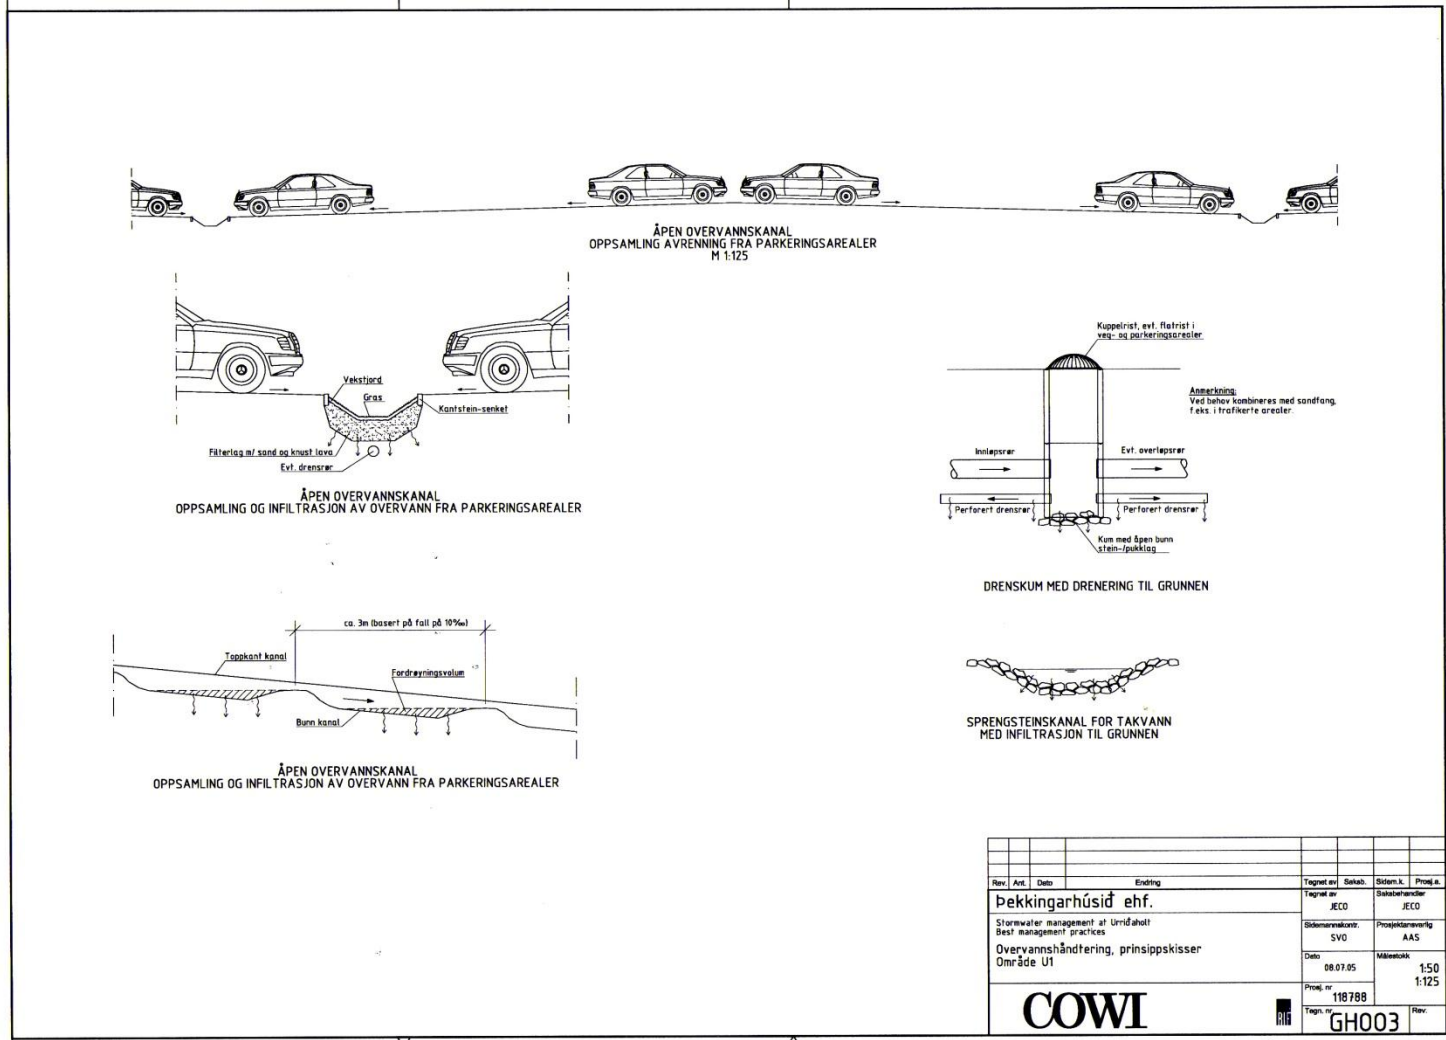 ÅPEN OVERVANNSKANAL
OPPSAMLING AVRENNING FRA PARKERINGSAREALER
M 1:125
Vekstjord
Gras
Kantstein-senket
Filterlag m/ sand og knust lava
Evt. drensrør
ÅPEN OVERVANNSKANAL
OPPSAMLING OG INFILTRASJON AV OVERVANN FRA PARKERINGSAREALER
Kuppelrist, evt. flatrist i
veg- og parkeringsarealer
Anmerkning:
Ved behov kombineres med sandfang,
f.eks. i trafikerte arealer.
Innløpsrør
Evt. overløpsrør
Perforert drensrør
Perforert drensrør
Kum med åpen bunn
stein-/pukklag
DRENSKUM MED DRENERING TIL GRUNNEN
ca. 3m (basert på fall på 10‰)
Toppkant kanal
Fordrøyningsvolum
Bunn kanal
ÅPEN OVERVANNSKANAL
OPPSAMLING OG INFILTRASJON AV OVERVANN FRA PARKERINGSAREALER
SPRENGSTEINSKANAL FOR TAKVANN
MED INFILTRASJON TIL GRUNNEN
Rev. Ant. Dato Endring Tegnet av Saksb. Sidem.k. Prosj.a.
Þekkingarhúsið ehf.
Stormwater management at Urriðaholt
Best management practices
Overvannshåndtering, prinsippskisser
Område U1
Tegnet av
JECO
Saksbehandler
JECO
Sidemannskontr.
SVO
Prosjektansvarlig
AAS
Dato
08.07.05
Målestokk
1:50
1:125
Prosj. nr
118788
COWI
RIF
Tegn. nr.
GH003
Rev.